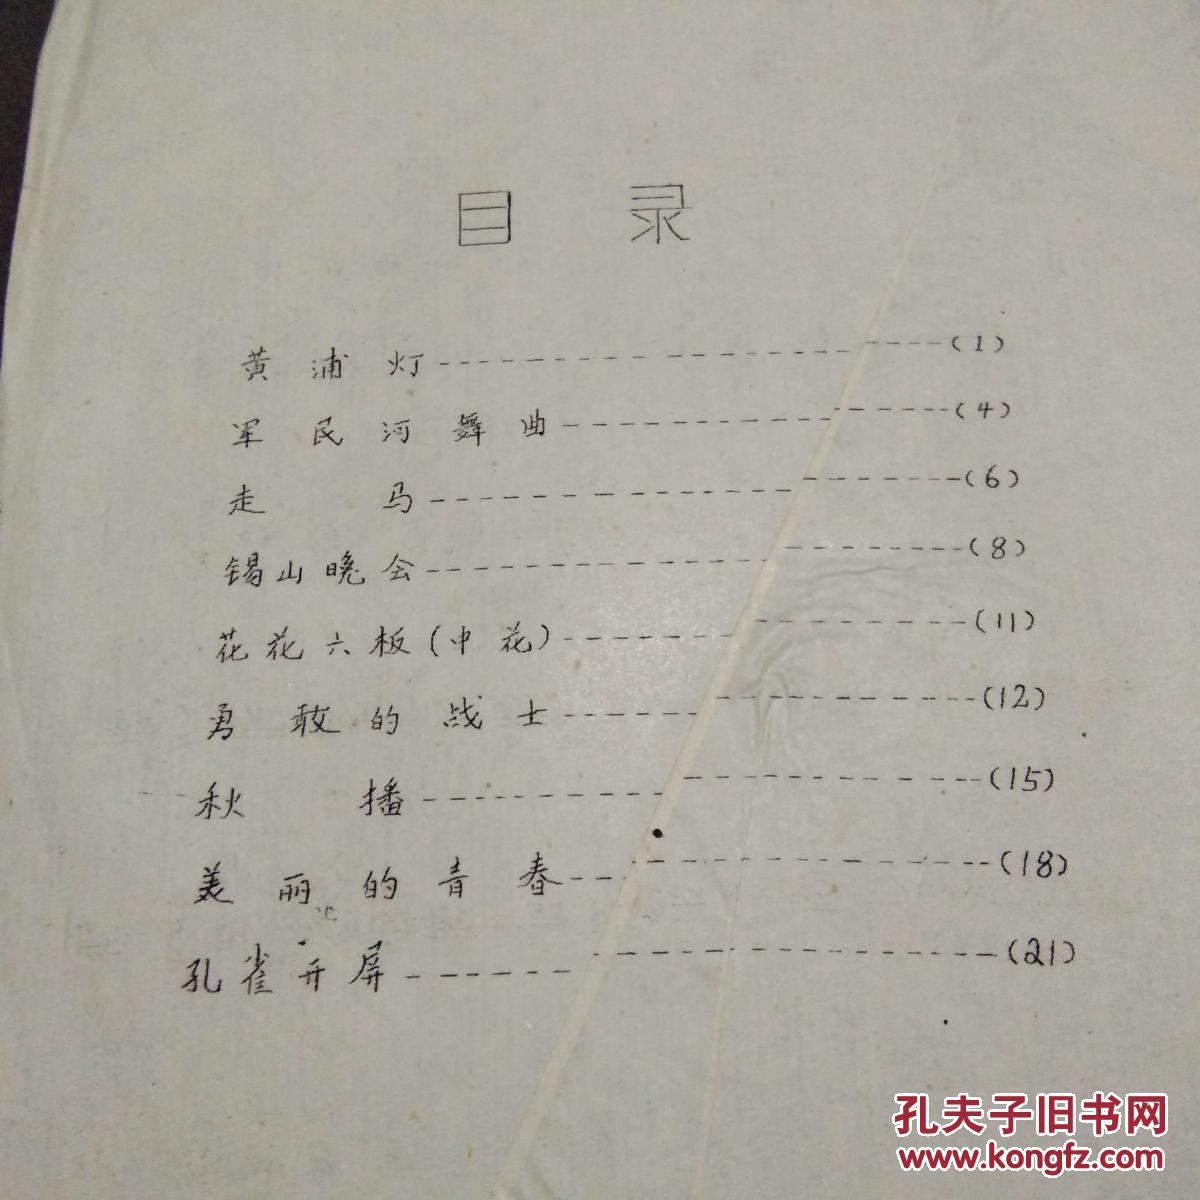 目 录
黄浦灯------------------(1)
军民河舞曲---------------(4)
走马------------------(6)
锡山晚会------------------(8)
花花六板(中花)---------------(11)
勇敢的战士---------------(12)
秋播------------------(15)
美丽的青春---------------(18)
孔雀开屏------------------(21)
孔夫子旧书网
www.kongfz.com